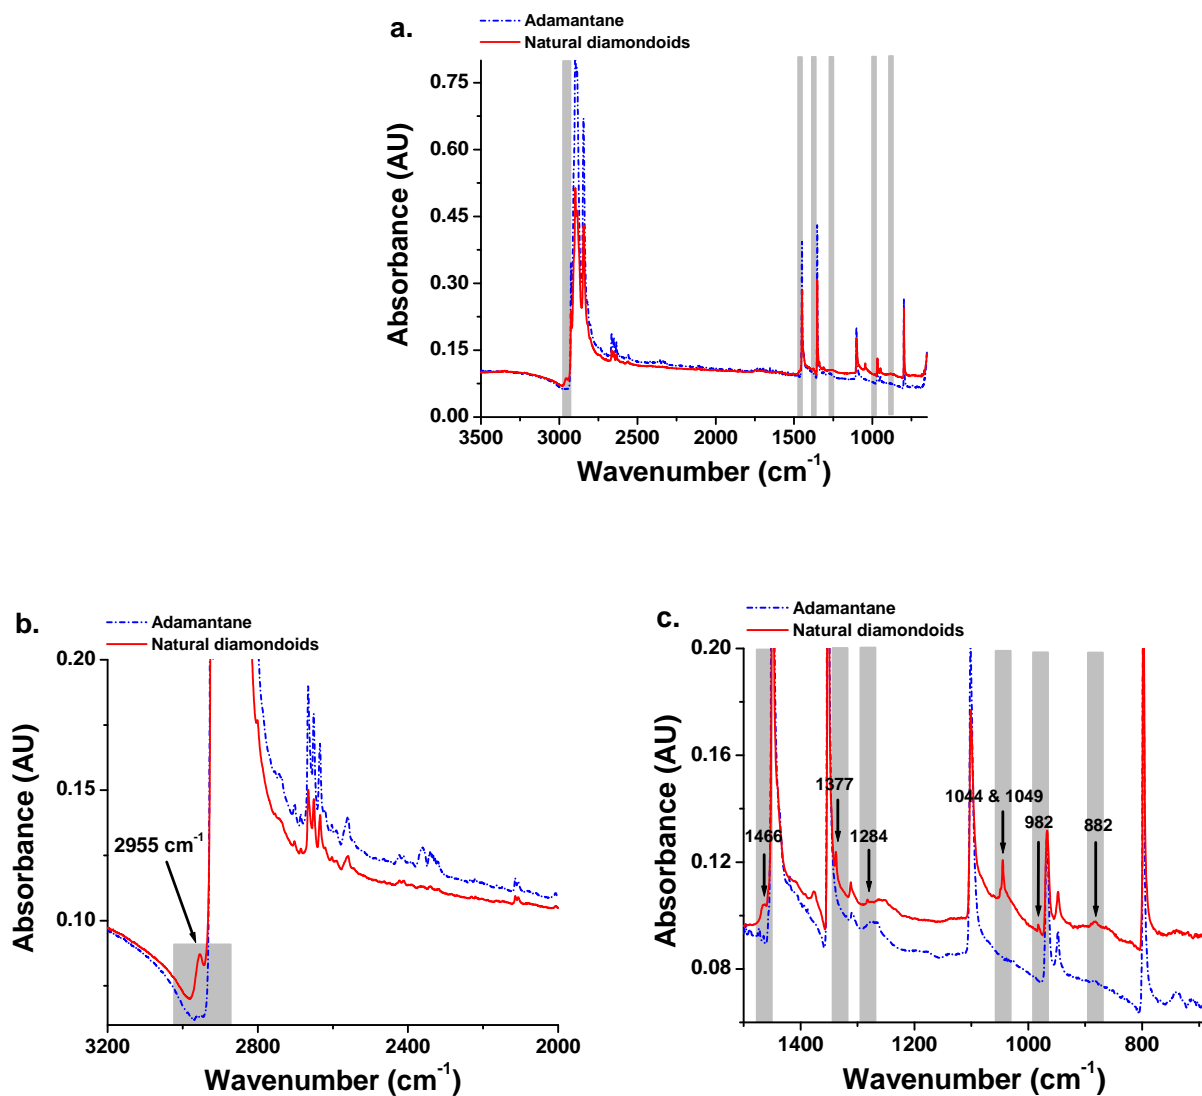 a.
Adamantane
Natural diamondoids
Absorbance (AU)
0.75
0.60
0.45
0.30
0.15
0.00
3500 3000 2500 2000 1500 1000
Wavenumber (cm⁻¹)
b.
Adamantane
Natural diamondoids
Absorbance (AU)
0.20
0.15
0.10
2955 cm⁻¹
3200 2800 2400 2000
Wavenumber (cm⁻¹)
c.
Adamantane
Natural diamondoids
Absorbance (AU)
0.20
0.16
0.12
0.08
1466
1377
1284
1044 & 1049
982
882
1400 1200 1000 800
Wavenumber (cm⁻¹)